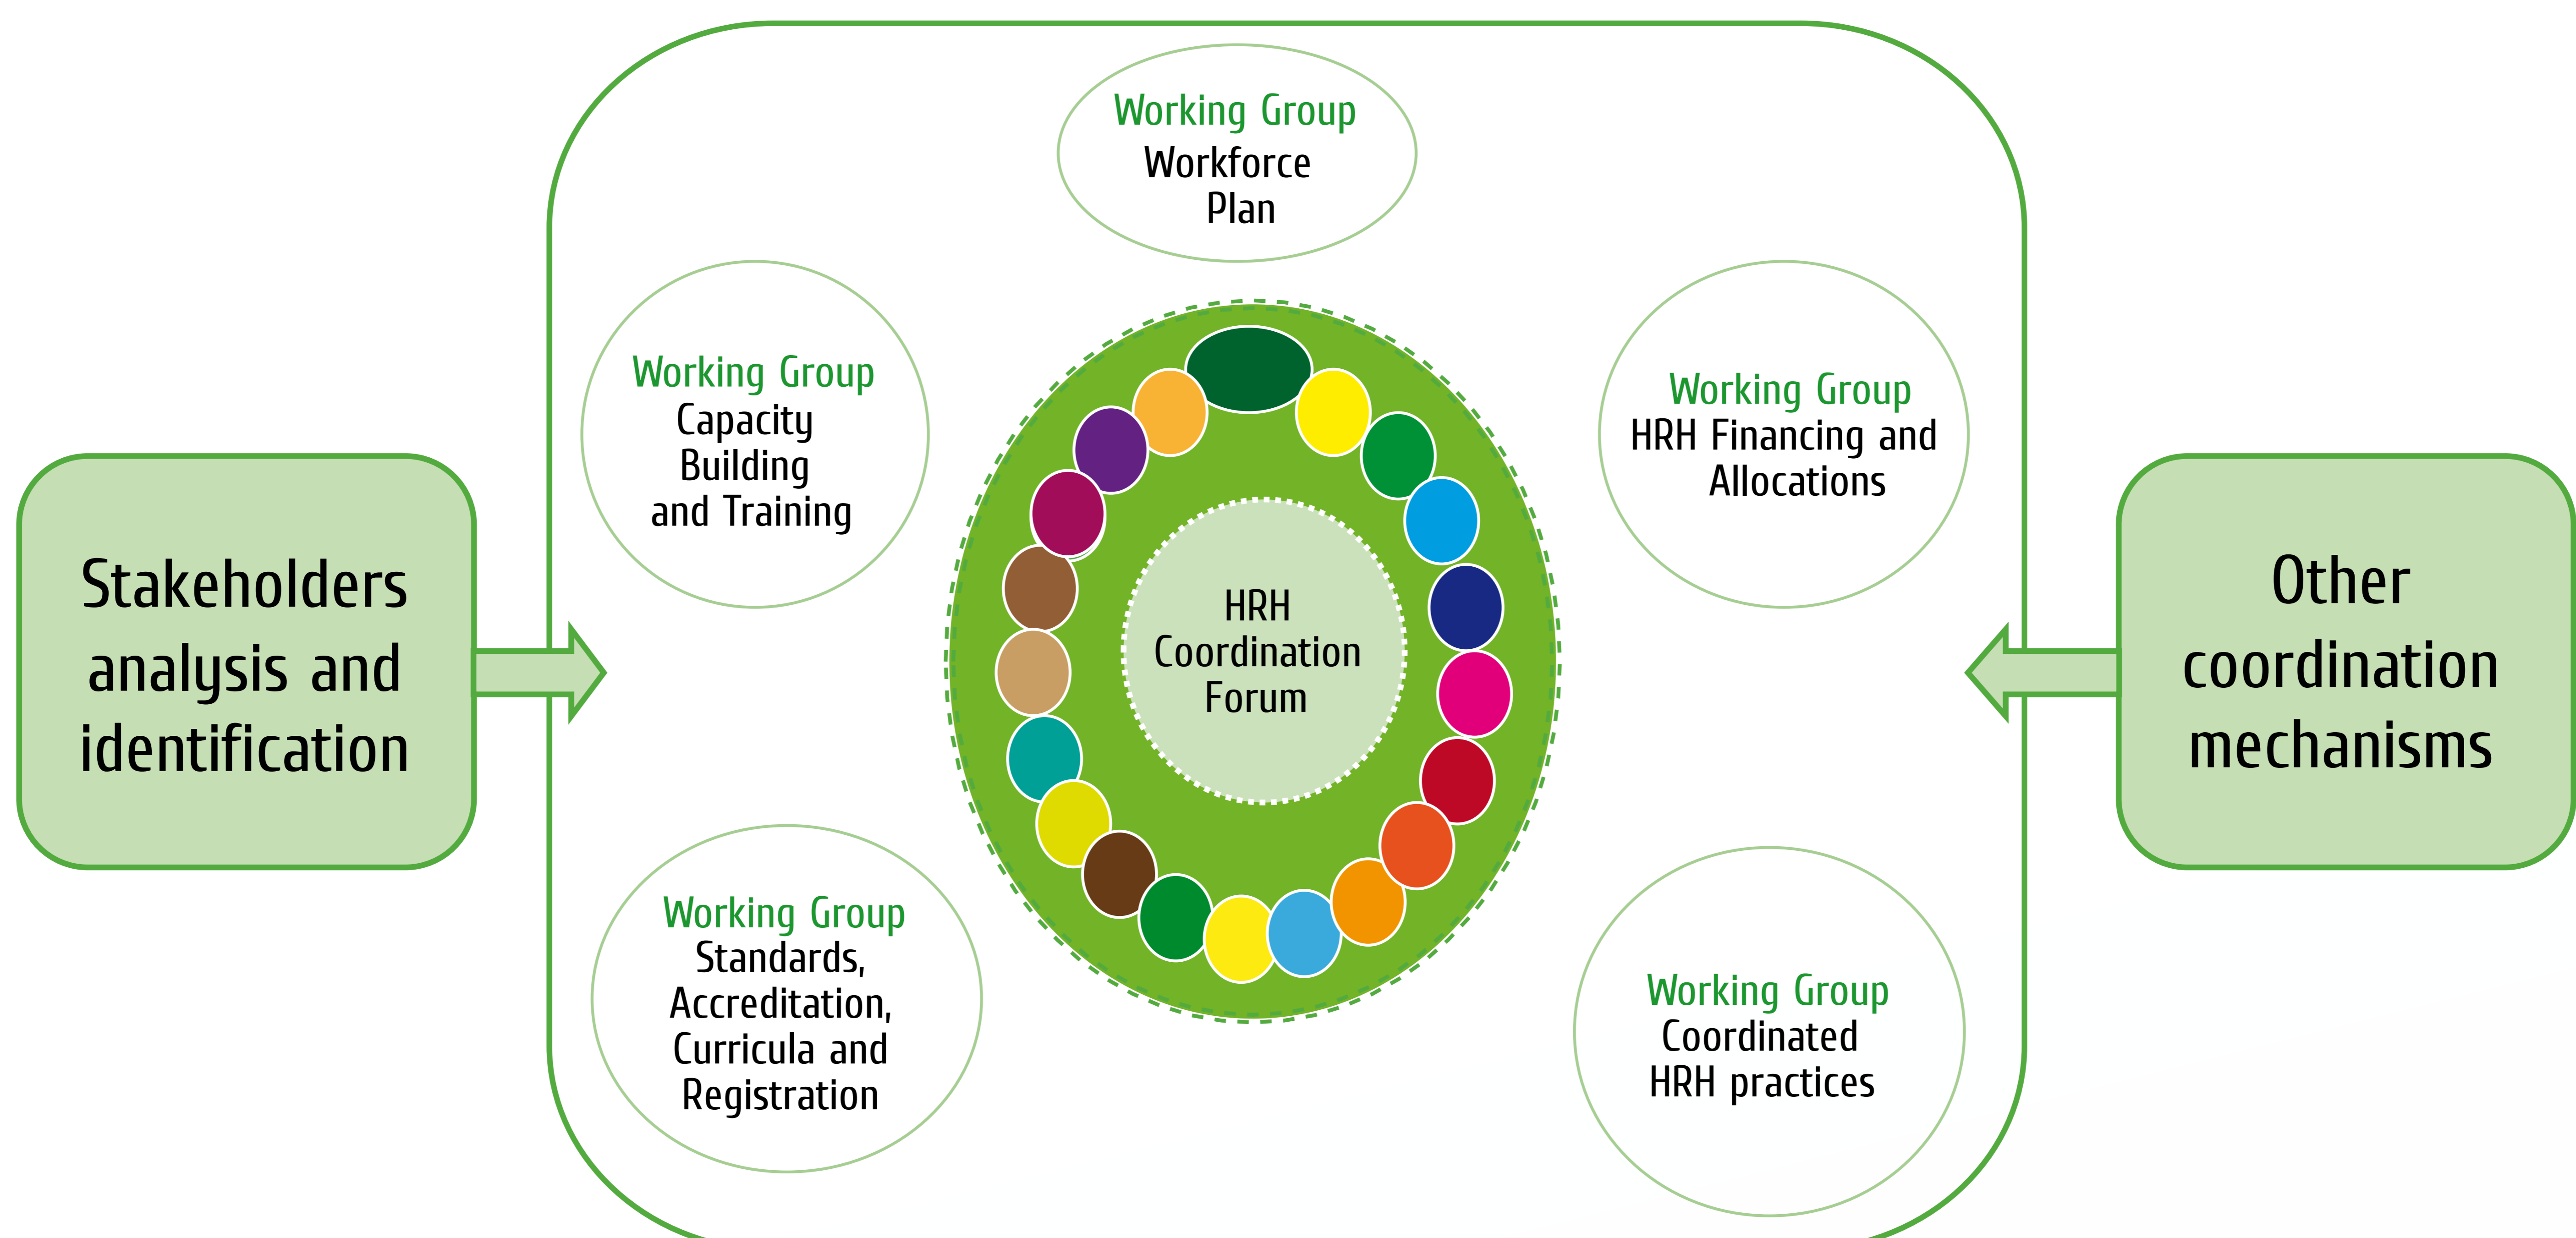 Working Group
Workforce
Plan
Working Group
Capacity
Building
and Training
Working Group
HRH Financing and
Allocations
Stakeholders
analysis and
identification
HRH
Coordination
Forum
Other
coordination
mechanisms
Working Group
Standards,
Accreditation,
Curricula and
Registration
Working Group
Coordinated
HRH practices